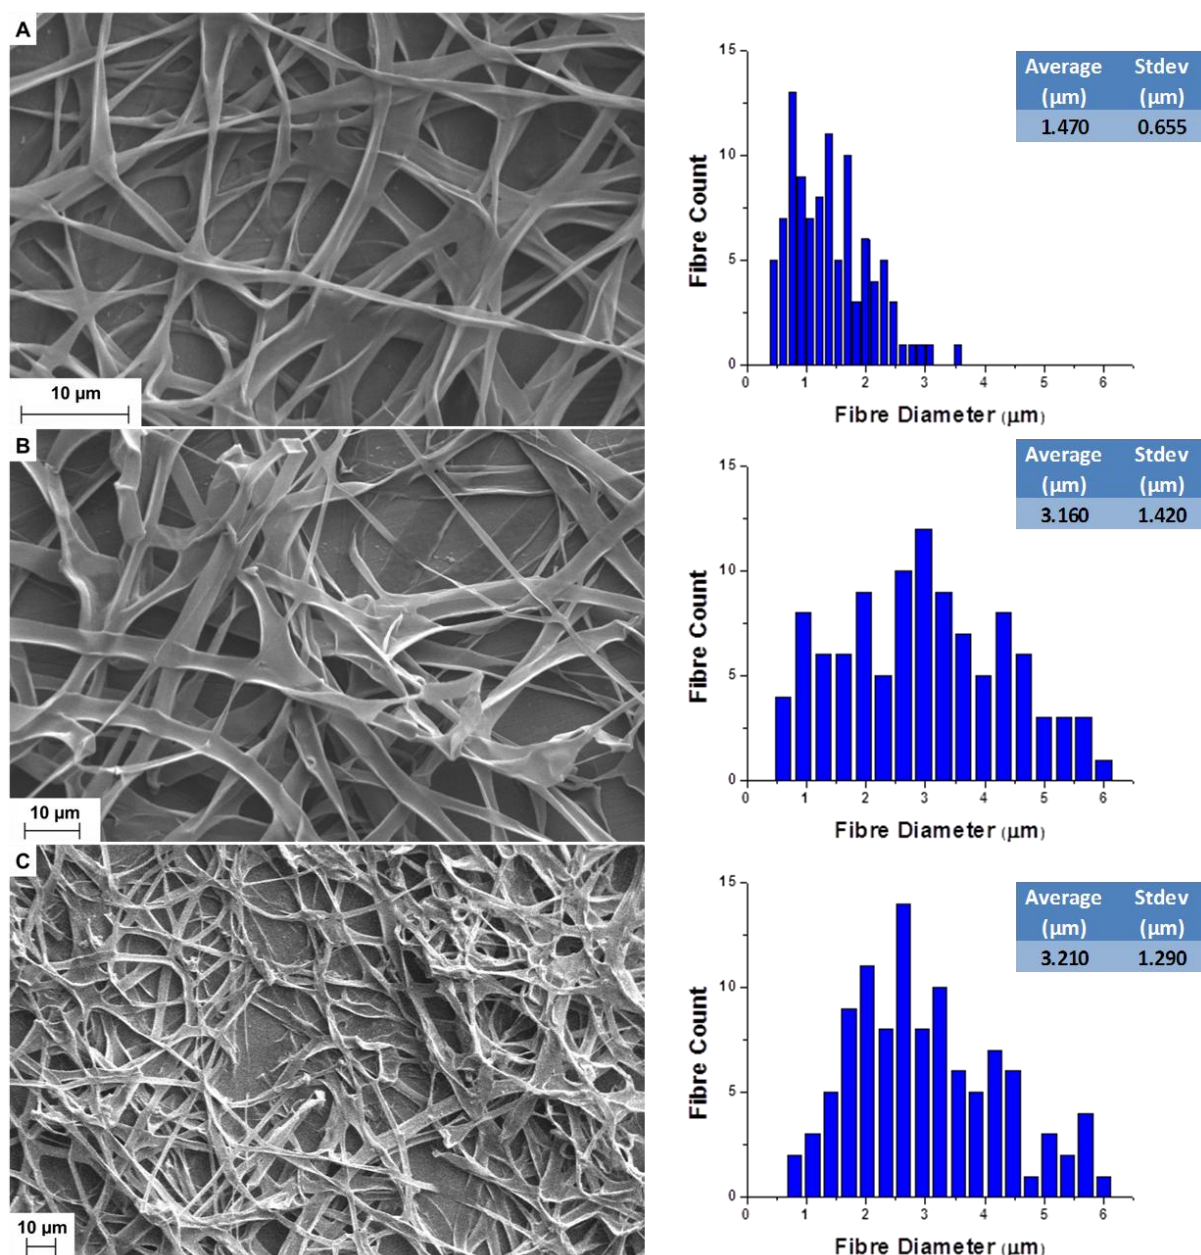 A
10 µm
15
10
5
0
Fibre Count
0 1 2 3 4 5 6
Fibre Diameter (µm)
Average Stdev
(µm) (µm)
1.470 0.655
B
10 µm
15
10
5
0
Fibre Count
0 1 2 3 4 5 6
Fibre Diameter (µm)
Average Stdev
(µm) (µm)
3.160 1.420
C
10 µm
15
10
5
0
Fibre Count
0 1 2 3 4 5 6
Fibre Diameter (µm)
Average Stdev
(µm) (µm)
3.210 1.290